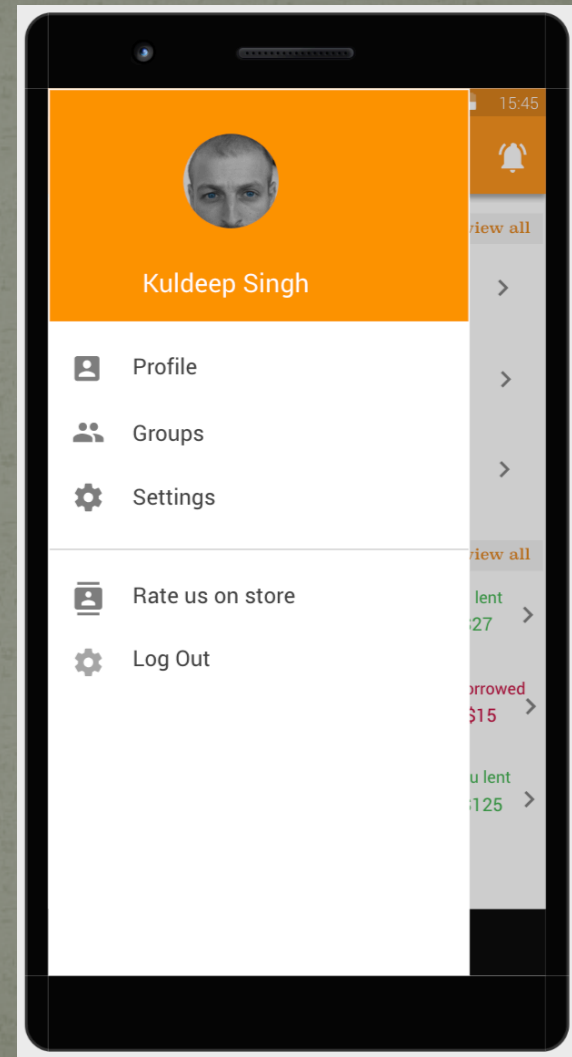 15:45
view all
Kuldeep Singh
Profile
Groups
Settings
view all
Rate us on store
lent
$27
Log Out
borrowed
$15
u lent
$125